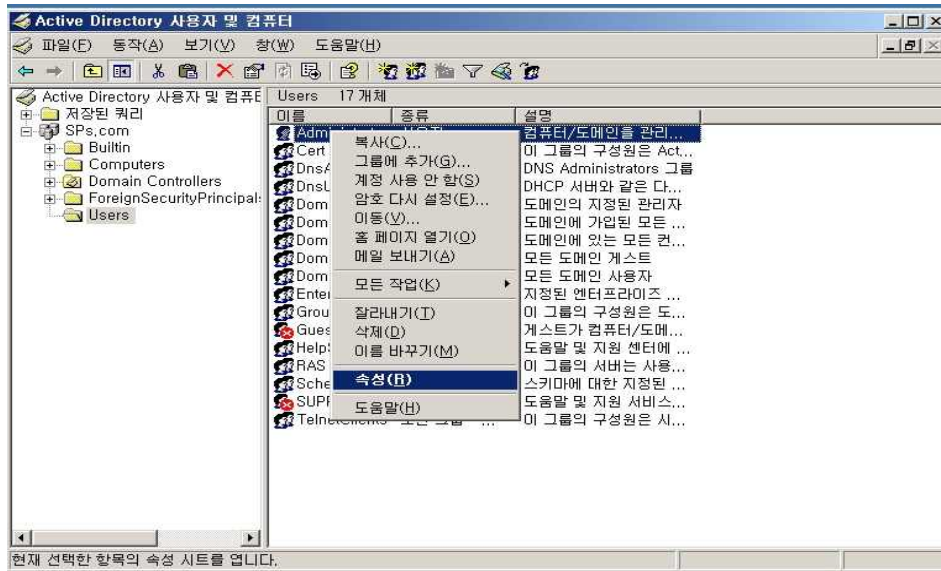 Active Directory 사용자 및 컴퓨터
파일(F) 동작(A) 보기(V) 창(W) 도움말(H)
Active Directory 사용자 및 컴퓨터
저장된 쿼리
SPs,com
Builtin
Computers
Domain Controllers
ForeignSecurityPrincipal
Users
Users 17 개체
이름 종류 설명
컴퓨터/도메인을 관리...
Cert 이 그룹의 구성원은 Act...
DnsA DNS Administrators 그룹
DnsU DHCP 서버와 같은 다...
Dom 도메인의 지정된 관리자
Dom 도메인에 가입된 모든 ...
Dom 도메인에 있는 모든 컨...
Dom 모든 도메인 게스트
Dom 모든 도메인 사용자
Enter 지정된 엔터프라이즈 ...
Grou 이 그룹의 구성원은 도...
Gues 게스트가 컴퓨터/도메...
Help 도움말 및 지원 센터에 ...
RAS 이 그룹의 서버는 사용...
Sche 스키마에 대한 지정된 ...
SUPP 도움말 및 지원 서비스...
TelnetClients 이 그룹의 구성원은 시...
복사(C)...
그룹에 추가(G)...
계정 사용 안 함(S)
암호 다시 설정(E)...
이동(V)...
홈 페이지 열기(O)
메일 보내기(A)
모든 작업(K)
잘라내기(T)
삭제(D)
이름 바꾸기(M)
속성(R)
도움말(H)
현재 선택한 항목의 속성 시트를 엽니다.